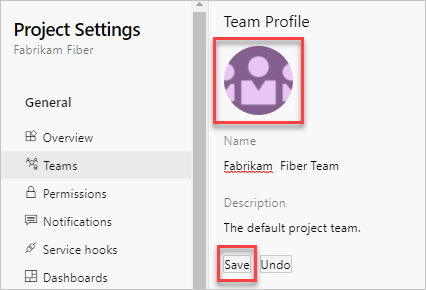 Project Settings
Fabrikam Fiber
General
Overview
Teams
Permissions
Notifications
Service hooks
Dashboards
Team Profile
Name
Fabrikam Fiber Team
Description
The default project team.
Save Undo